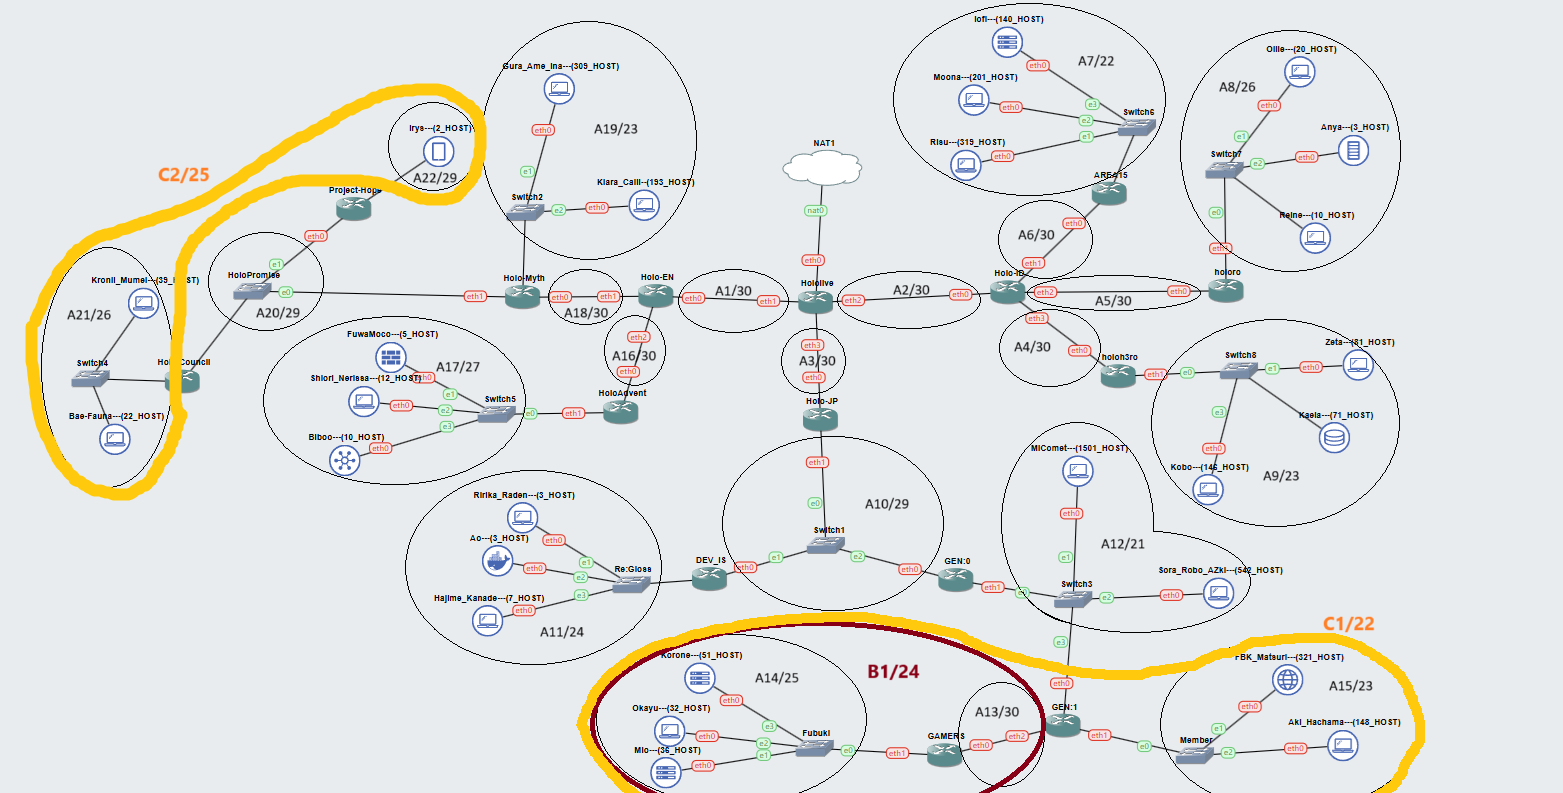 Iofi---(140_HOST)
A7/22
eth0
Moona---(201_HOST)
eth0
e3
e2
e1
Switch6
Risu---(319_HOST)
eth0
AREA15
Ollie---(20_HOST)
A8/26
eth0
Anya---(3_HOST)
e1
Switch7
e2
eth0
e0
Reine---(10_HOST)
eth1
holoro
Gura_Ame_Ina---(309_HOST)
eth0
A19/23
e1
Kiara_Calli---(193_HOST)
Switch2
e2
eth0
NAT1
nat0
eth0
Irys---(2_HOST)
A22/29
C2/25
Project-Hope
eth0
e1
HoloPromise
e0
A20/29
eth1
Holo-Myth
eth0
eth1
A18/30
Holo-EN
eth0
A1/30
eth1
Hololive
eth2
A2/30
eth0
Holo-ID
A6/30
eth0
eth1
eth2
A5/30
eth0
eth3
A4/30
eth0
holoh3ro
eth1
e0
Switch8
e1
eth0
Zeta---(81_HOST)
e3
Kaela---(71_HOST)
eth0
Kobo---(146_HOST)
A9/23
Kronii_Mumei---(39_HOST)
A21/26
Switch4
Bae-Fauna---(22_HOST)
FuwaMoco---(5_HOST)
A17/27
eth0
Shiori_Nerissa---(12_HOST)
e1
eth0
e2
Switch5
e0
eth1
e3
Biboo---(10_HOST)
eth0
eth2
A16/30
eth0
HoloAdvent
eth3
A3/30
eth0
Holo-JP
eth1
e0
A10/29
Switch1
e1
e2
DEV_IS
eth0
eth0
GEN:0
eth1
MiComet---(1501_HOST)
eth0
A12/21
e1
Sora_Robo_AZki---(542_HOST)
Switch3
e2
eth0
e3
Ririka_Raden---(3_HOST)
eth0
Ao---(3_HOST)
eth0
e1
e2
Re:Gloss
e3
Hajime_Kanade---(7_HOST)
eth0
A11/24
C1/22
B1/24
Korone---(51_HOST)
A14/25
eth0
Okayu---(32_HOST)
eth0
e3
e2
e1
Fubuki
e0
eth1
GAMERS
Mio---(36_HOST)
eth0
A13/30
eth0
eth2
eth0
GEN:1
eth1
e0
Member
FBK_Matsuri---(321_HOST)
A15/23
eth0
e1
e2
eth0
Aki_Hachama---(148_HOST)